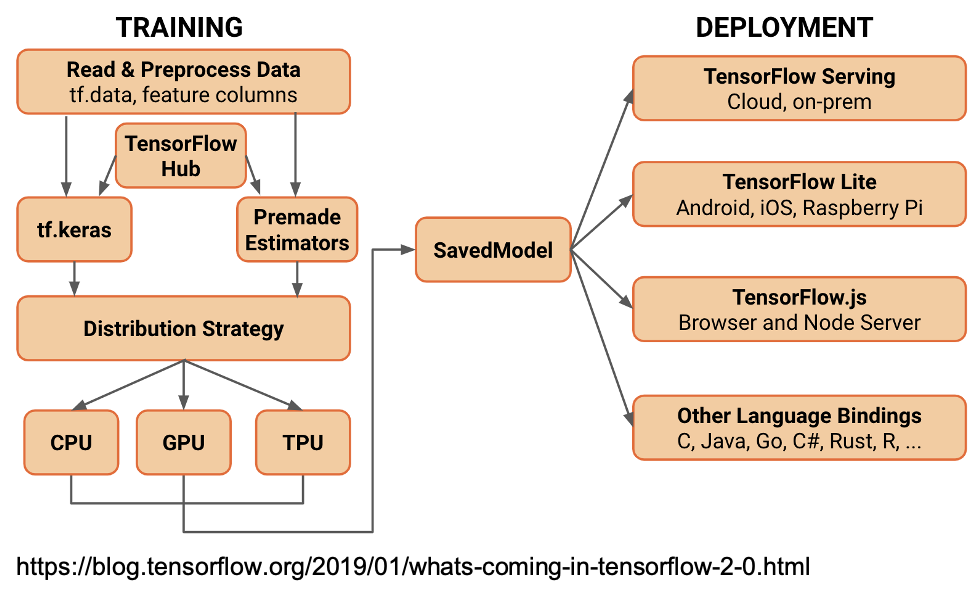 TRAINING
Read & Preprocess Data
tf.data, feature columns
TensorFlow
Hub
tf.keras
Premade
Estimators
Distribution Strategy
CPU
GPU
TPU
SavedModel
DEPLOYMENT
TensorFlow Serving
Cloud, on-prem
TensorFlow Lite
Android, iOS, Raspberry Pi
TensorFlow.js
Browser and Node Server
Other Language Bindings
C, Java, Go, C#, Rust, R, ...
https://blog.tensorflow.org/2019/01/whats-coming-in-tensorflow-2-0.html